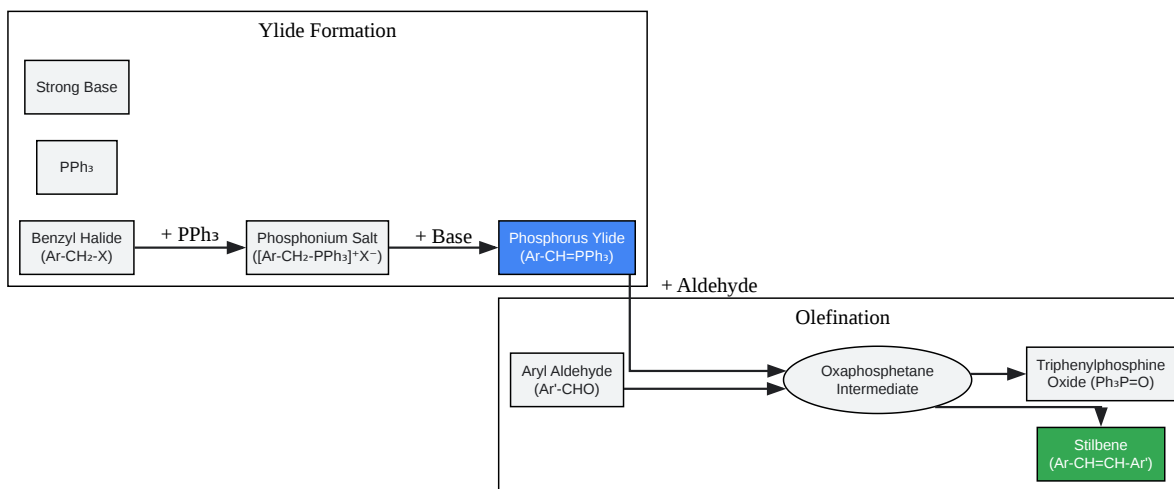 Ylide Formation
Strong Base
PPh₃
Benzyl Halide
(Ar-CH₂-X)
+ PPh₃
Phosphonium Salt
([Ar-CH₂-PPh₃]⁺X⁻)
+ Base
Phosphorus Ylide
(Ar-CH=PPh₃)
+ Aldehyde
Olefination
Aryl Aldehyde
(Ar'-CHO)
Oxaphosphetane
Intermediate
Triphenylphosphine
Oxide (Ph₃P=O)
Stilbene
(Ar-CH=CH-Ar')